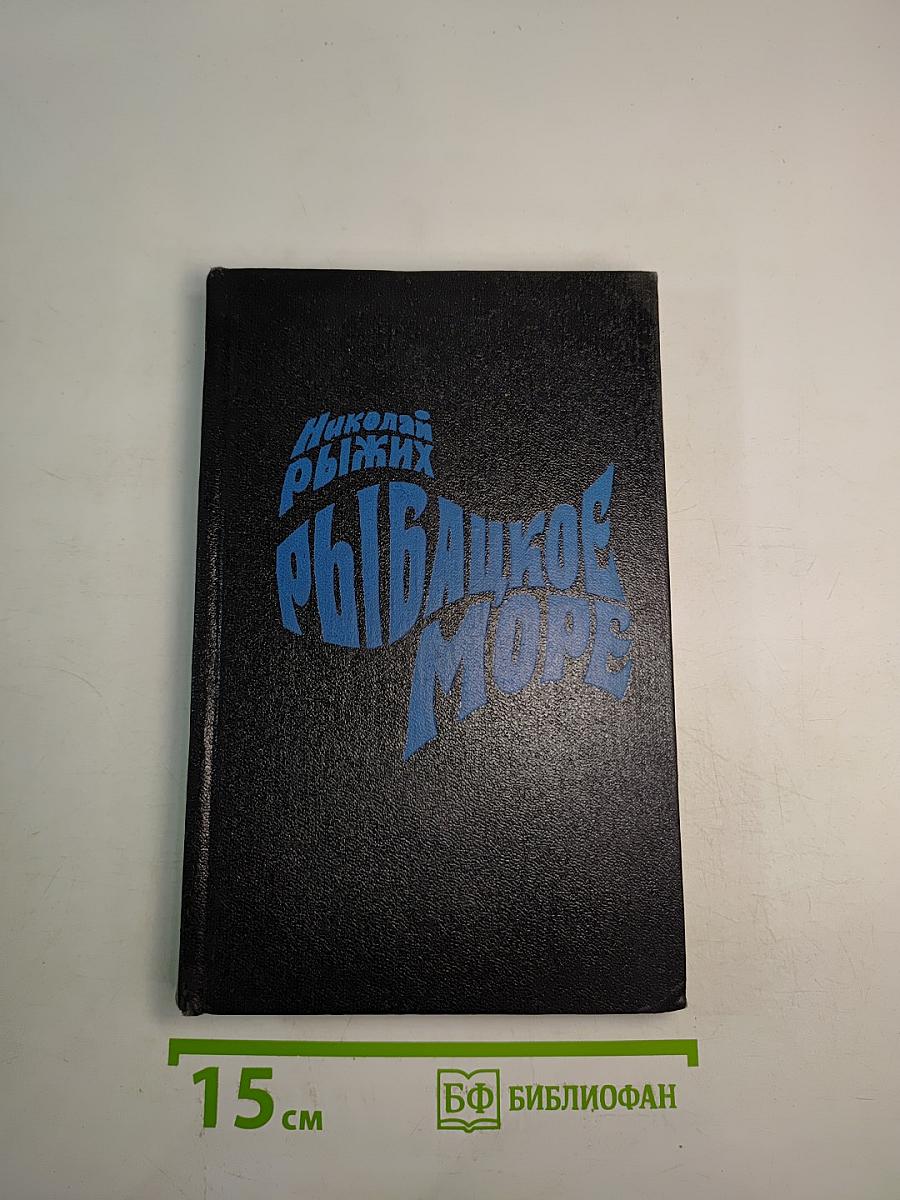 Николай
Рыжих
Рыбацкое
море
15 см
БФ БИБЛИОФАН